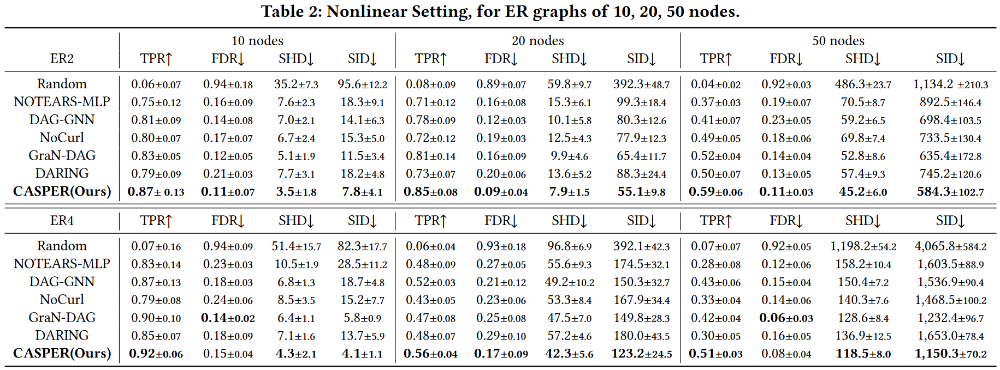 Table 2: Nonlinear Setting, for ER graphs of 10, 20, 50 nodes.
10 nodes 20 nodes 50 nodes
ER2 TPR↑ FDR↓ SHD↓ SID↓ TPR↑ FDR↓ SHD↓ SID↓ TPR↑ FDR↓ SHD↓ SID↓
Random 0.06±0.07 0.94±0.18 35.2±7.3 95.6±12.2 0.08±0.09 0.89±0.07 59.8±9.7 392.3±48.7 0.04±0.02 0.92±0.03 486.3±23.7 1,134.2 ±210.3
NOTEARS-MLP 0.75±0.12 0.16±0.09 7.6±2.3 18.3±9.1 0.71±0.12 0.16±0.08 15.3±6.1 99.3±18.4 0.37±0.03 0.19±0.07 70.5±8.7 892.5±146.4
DAG-GNN 0.81±0.09 0.14±0.08 7.0±2.1 14.1±6.3 0.78±0.09 0.12±0.03 10.1±5.8 80.3±12.6 0.41±0.07 0.23±0.05 59.2±6.5 698.4±103.5
NoCurl 0.80±0.07 0.17±0.07 6.7±2.4 15.3±5.0 0.72±0.12 0.19±0.03 12.5±4.3 77.9±12.3 0.49±0.05 0.18±0.06 69.8±7.4 733.5±130.4
GraN-DAG 0.83±0.05 0.12±0.05 5.1±1.9 11.5±3.4 0.81±0.14 0.16±0.09 9.9±4.6 65.4±11.7 0.52±0.04 0.14±0.04 52.8±8.6 635.4±172.8
DARING 0.79±0.09 0.21±0.03 7.7±3.1 18.2±4.8 0.73±0.07 0.20±0.06 13.6±5.2 88.3±24.4 0.50±0.07 0.13±0.05 57.4±9.3 745.2±120.6
CASPER(Ours) 0.87± 0.13 0.11±0.07 3.5±1.8 7.8±4.1 0.85±0.08 0.09±0.04 7.9±1.5 55.1±9.8 0.59±0.06 0.11±0.03 45.2±6.0 584.3±102.7
ER4 TPR↑ FDR↓ SHD↓ SID↓ TPR↑ FDR↓ SHD↓ SID↓ TPR↑ FDR↓ SHD↓ SID↓
Random 0.07±0.16 0.94±0.09 51.4±15.7 82.3±17.7 0.06±0.04 0.93±0.18 96.8±6.9 392.1±42.3 0.07±0.07 0.92±0.05 1,198.2±54.2 4,065.8±584.2
NOTEARS-MLP 0.83±0.14 0.23±0.03 10.5±1.9 28.5±11.2 0.48±0.09 0.27±0.05 55.6±9.3 174.5±32.1 0.28±0.08 0.12±0.06 158.2±10.4 1,603.5±88.9
DAG-GNN 0.87±0.13 0.18±0.03 6.8±1.3 18.7±4.8 0.52±0.03 0.21±0.12 49.2±10.2 150.3±32.7 0.43±0.06 0.15±0.04 150.4±7.2 1,536.9±90.4
NoCurl 0.79±0.08 0.24±0.06 8.5±3.5 15.2±7.7 0.43±0.05 0.23±0.06 53.3±8.4 167.9±34.4 0.33±0.04 0.14±0.06 140.3±7.6 1,468.5±100.2
GraN-DAG 0.90±0.10 0.14±0.02 6.4±1.1 5.8±0.9 0.47±0.08 0.25±0.08 47.5±7.0 149.8±28.3 0.42±0.04 0.06±0.03 128.6±8.4 1,232.4±96.7
DARING 0.85±0.07 0.18±0.09 7.1±1.6 13.7±5.9 0.48±0.07 0.29±0.10 57.2±4.6 180.0±43.5 0.30±0.05 0.16±0.05 136.9±12.5 1,653.0±78.4
CASPER(Ours) 0.92±0.06 0.15±0.04 4.3±2.1 4.1±1.1 0.56±0.04 0.17±0.09 42.3±5.6 123.2±24.5 0.51±0.03 0.08±0.04 118.5±8.0 1,150.3±70.2